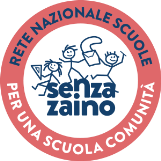 RETE NAZIONALE SCUOLE
senza
zaino
PER UNA SCUOLA COMUNITÀ